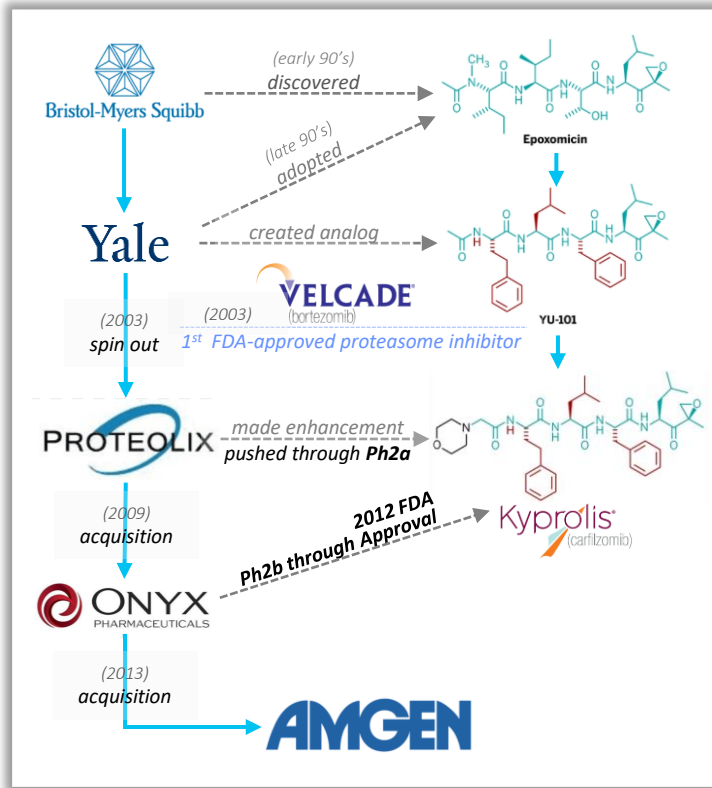 Bristol-Myers Squibb
(early 90's)
discovered
CH3
N
O
H
N
O
N
H
O
OH
H
N
O
O
O
Epoxomicin
(late 90's)
adopted
Yale
created analog
O
N
H
O
H
N
O
N
H
O
H
N
O
O
YU-101
VELCADE®
(bortezomib)
(2003)
spin out
(2003)
1st FDA-approved proteasome inhibitor
PROTEOLIX
made enhancement
pushed through Ph2a
O
N
O
H
N
O
H
N
O
N
H
O
H
N
O
O
Kyprolis®
(carfilzomib)
(2009)
acquisition
2012 FDA
Ph2b through Approval
ONYX
PHARMACEUTICALS
(2013)
acquisition
AMGEN